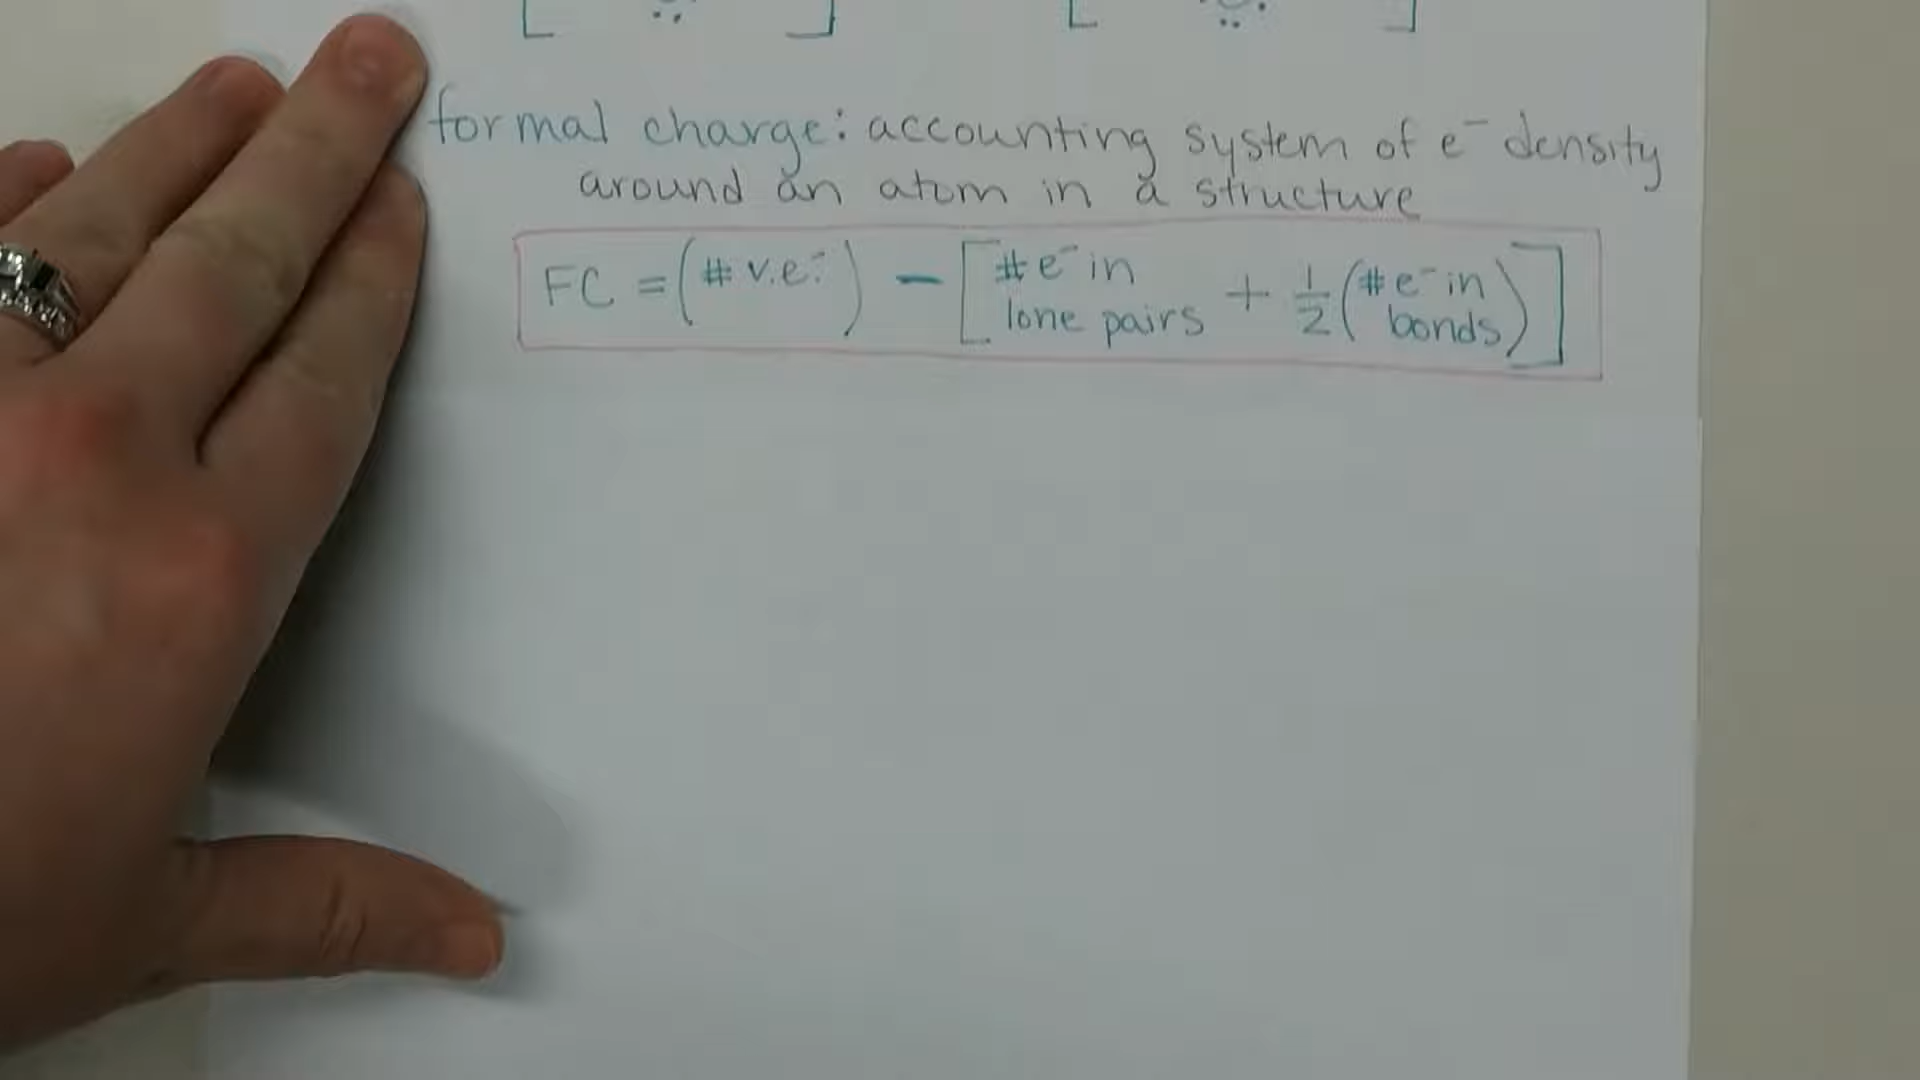 formal charge: accounting system of e⁻ density
around an atom in a structure
FC = (# v.e⁻) − [# e⁻ in lone pairs + 1/2 (# e⁻ in bonds)]